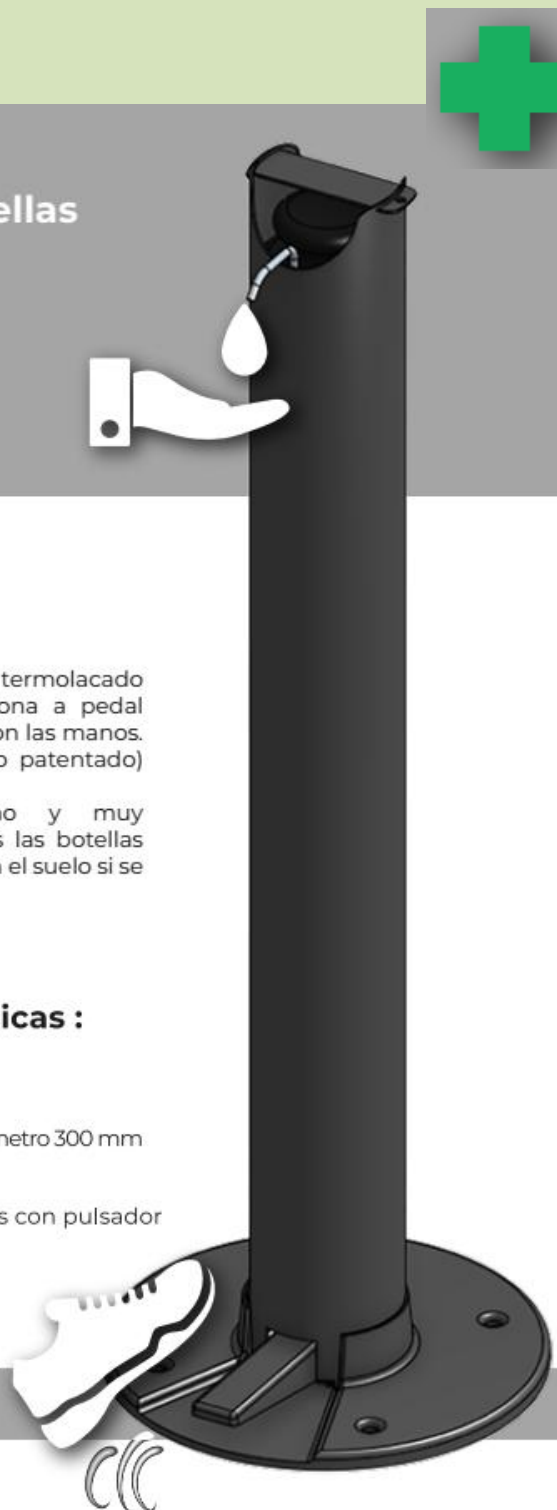 ellas
termolacado
ona a pedal
on las manos.
o patentado)
no y muy
s las botellas
el suelo si se
icas :
netro 300 mm
s con pulsador